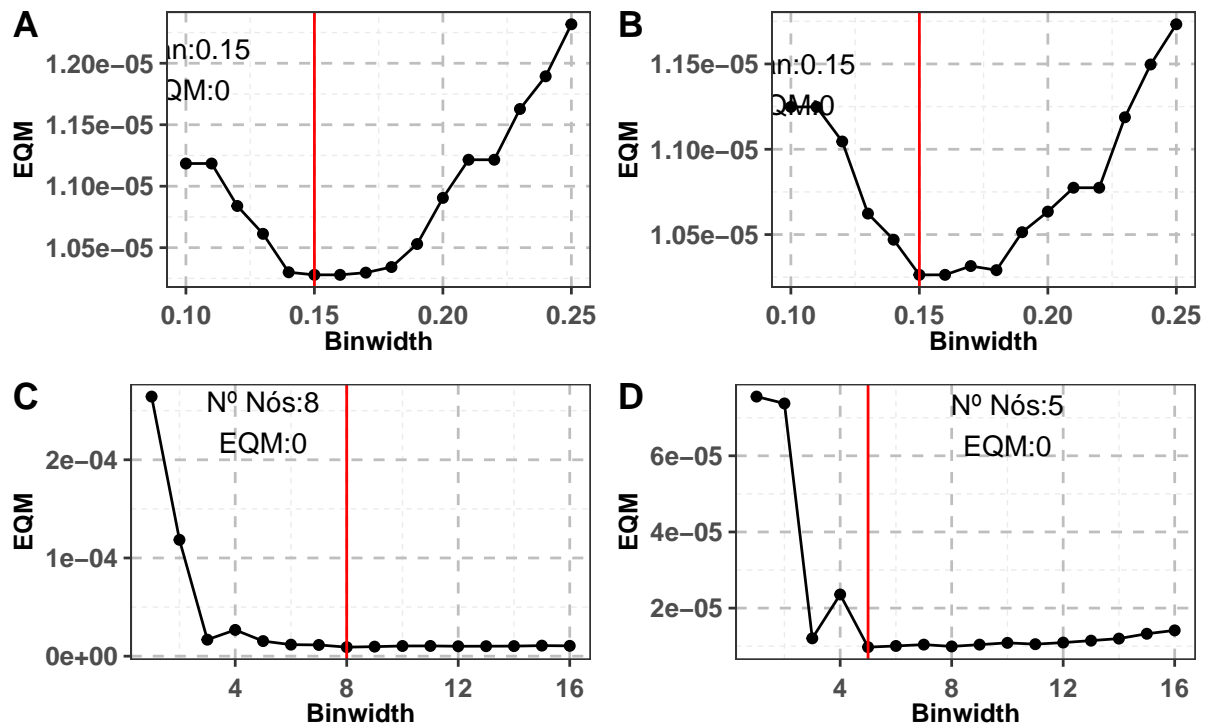 A
an:0.15
QM:0
1.20e−05
1.15e−05
1.10e−05
1.05e−05
EQM
0.10 0.15 0.20 0.25
Binwidth
B
an:0.15
QM:0
1.15e−05
1.10e−05
1.05e−05
EQM
0.10 0.15 0.20 0.25
Binwidth
C
Nº Nós:8
EQM:0
2e−04
1e−04
0e+00
EQM
4 8 12 16
Binwidth
D
Nº Nós:5
EQM:0
6e−05
4e−05
2e−05
EQM
4 8 12 16
Binwidth